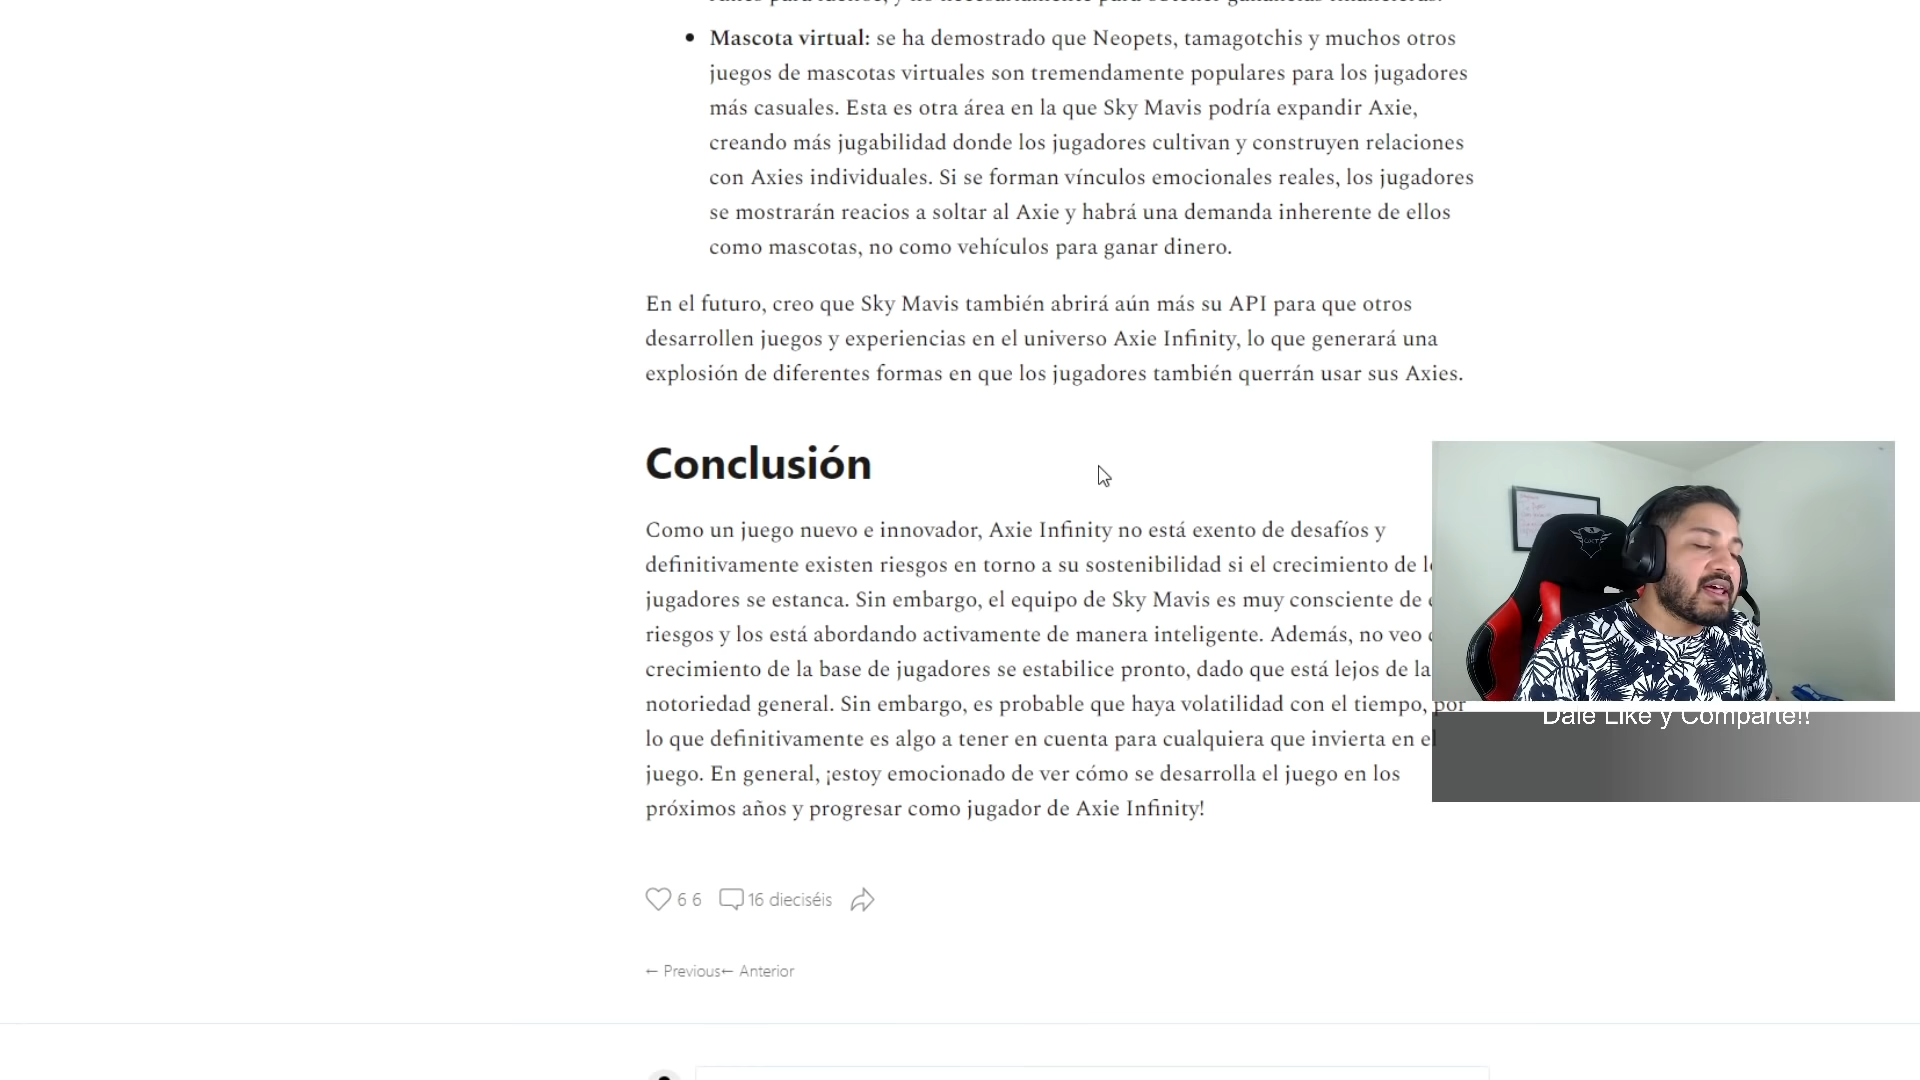 Mascota virtual: se ha demostrado que Neopets, tamagotchis y muchos otros
juegos de mascotas virtuales son tremendamente populares para los jugadores
más casuales. Esta es otra área en la que Sky Mavis podría expandir Axie,
creando más jugabilidad donde los jugadores cultivan y construyen relaciones
con Axies individuales. Si se forman vínculos emocionales reales, los jugadores
se mostrarán reacios a soltar al Axie y habrá una demanda inherente de ellos
como mascotas, no como vehículos para ganar dinero.
En el futuro, creo que Sky Mavis también abrirá aún más su API para que otros
desarrollen juegos y experiencias en el universo Axie Infinity, lo que generará una
explosión de diferentes formas en que los jugadores también querrán usar sus Axies.
Conclusión
Como un juego nuevo e innovador, Axie Infinity no está exento de desafíos y
definitivamente existen riesgos en torno a su sostenibilidad si el crecimiento de
jugadores se estanca. Sin embargo, el equipo de Sky Mavis es muy consciente de
riesgos y los está abordando activamente de manera inteligente. Además, no veo
crecimiento de la base de jugadores se estabilice pronto, dado que está lejos de la
notoriedad general. Sin embargo, es probable que haya volatilidad con el tiempo, por
lo que definitivamente es algo a tener en cuenta para cualquiera que invierta en el
juego. En general, ¡estoy emocionado de ver cómo se desarrolla el juego en los
próximos años y progresar como jugador de Axie Infinity!
6 6 16 dieciséis
← Previous← Anterior
Dale Like y Comparte!!